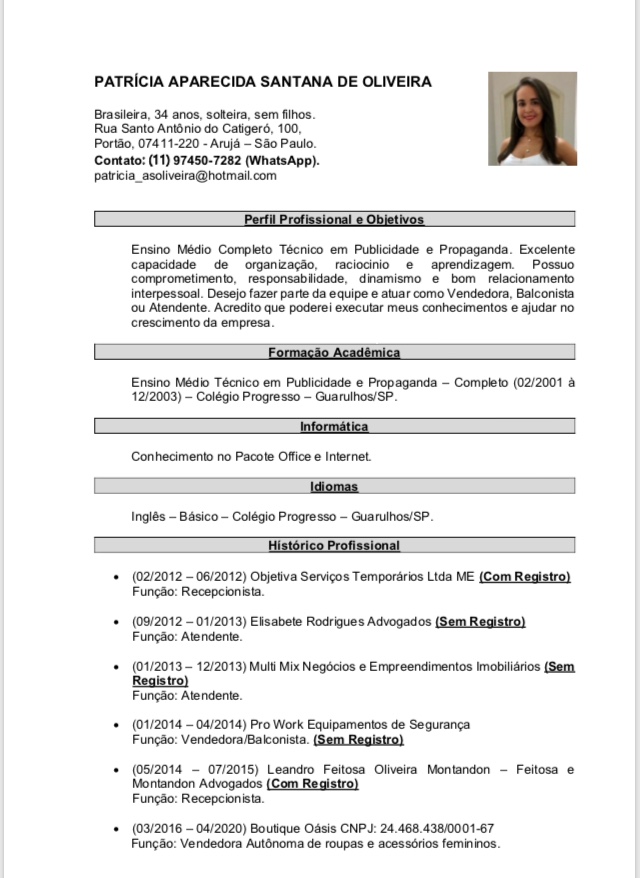 PATRÍCIA APARECIDA SANTANA DE OLIVEIRA
Brasileira, 34 anos, solteira, sem filhos.
Rua Santo Antônio do Catigeró, 100,
Portão, 07411-220 - Arujá – São Paulo.
Contato: (11) 97450-7282 (WhatsApp).
patricia_asoliveira@hotmail.com
Perfil Profissional e Objetivos
Ensino Médio Completo Técnico em Publicidade e Propaganda. Excelente
capacidade de organização, raciocinio e aprendizagem. Possuo
comprometimento, responsabilidade, dinamismo e bom relacionamento
interpessoal. Desejo fazer parte da equipe e atuar como Vendedora, Balconista
ou Atendente. Acredito que poderei executar meus conhecimentos e ajudar no
crescimento da empresa.
Formação Acadêmica
Ensino Médio Técnico em Publicidade e Propaganda – Completo (02/2001 à
12/2003) – Colégio Progresso – Guarulhos/SP.
Informática
Conhecimento no Pacote Office e Internet.
Idiomas
Inglês – Básico – Colégio Progresso – Guarulhos/SP.
Histórico Profissional
• (02/2012 – 06/2012) Objetiva Serviços Temporários Ltda ME (Com Registro)
Função: Recepcionista.
• (09/2012 – 01/2013) Elisabete Rodrigues Advogados (Sem Registro)
Função: Atendente.
• (01/2013 – 12/2013) Multi Mix Negócios e Empreendimentos Imobiliários (Sem
Registro)
Função: Atendente.
• (01/2014 – 04/2014) Pro Work Equipamentos de Segurança
Função: Vendedora/Balconista. (Sem Registro)
• (05/2014 – 07/2015) Leandro Feitosa Oliveira Montandon – Feitosa e
Montandon Advogados (Com Registro)
Função: Recepcionista.
• (03/2016 – 04/2020) Boutique Oásis CNPJ: 24.468.438/0001-67
Função: Vendedora Autônoma de roupas e acessórios femininos.